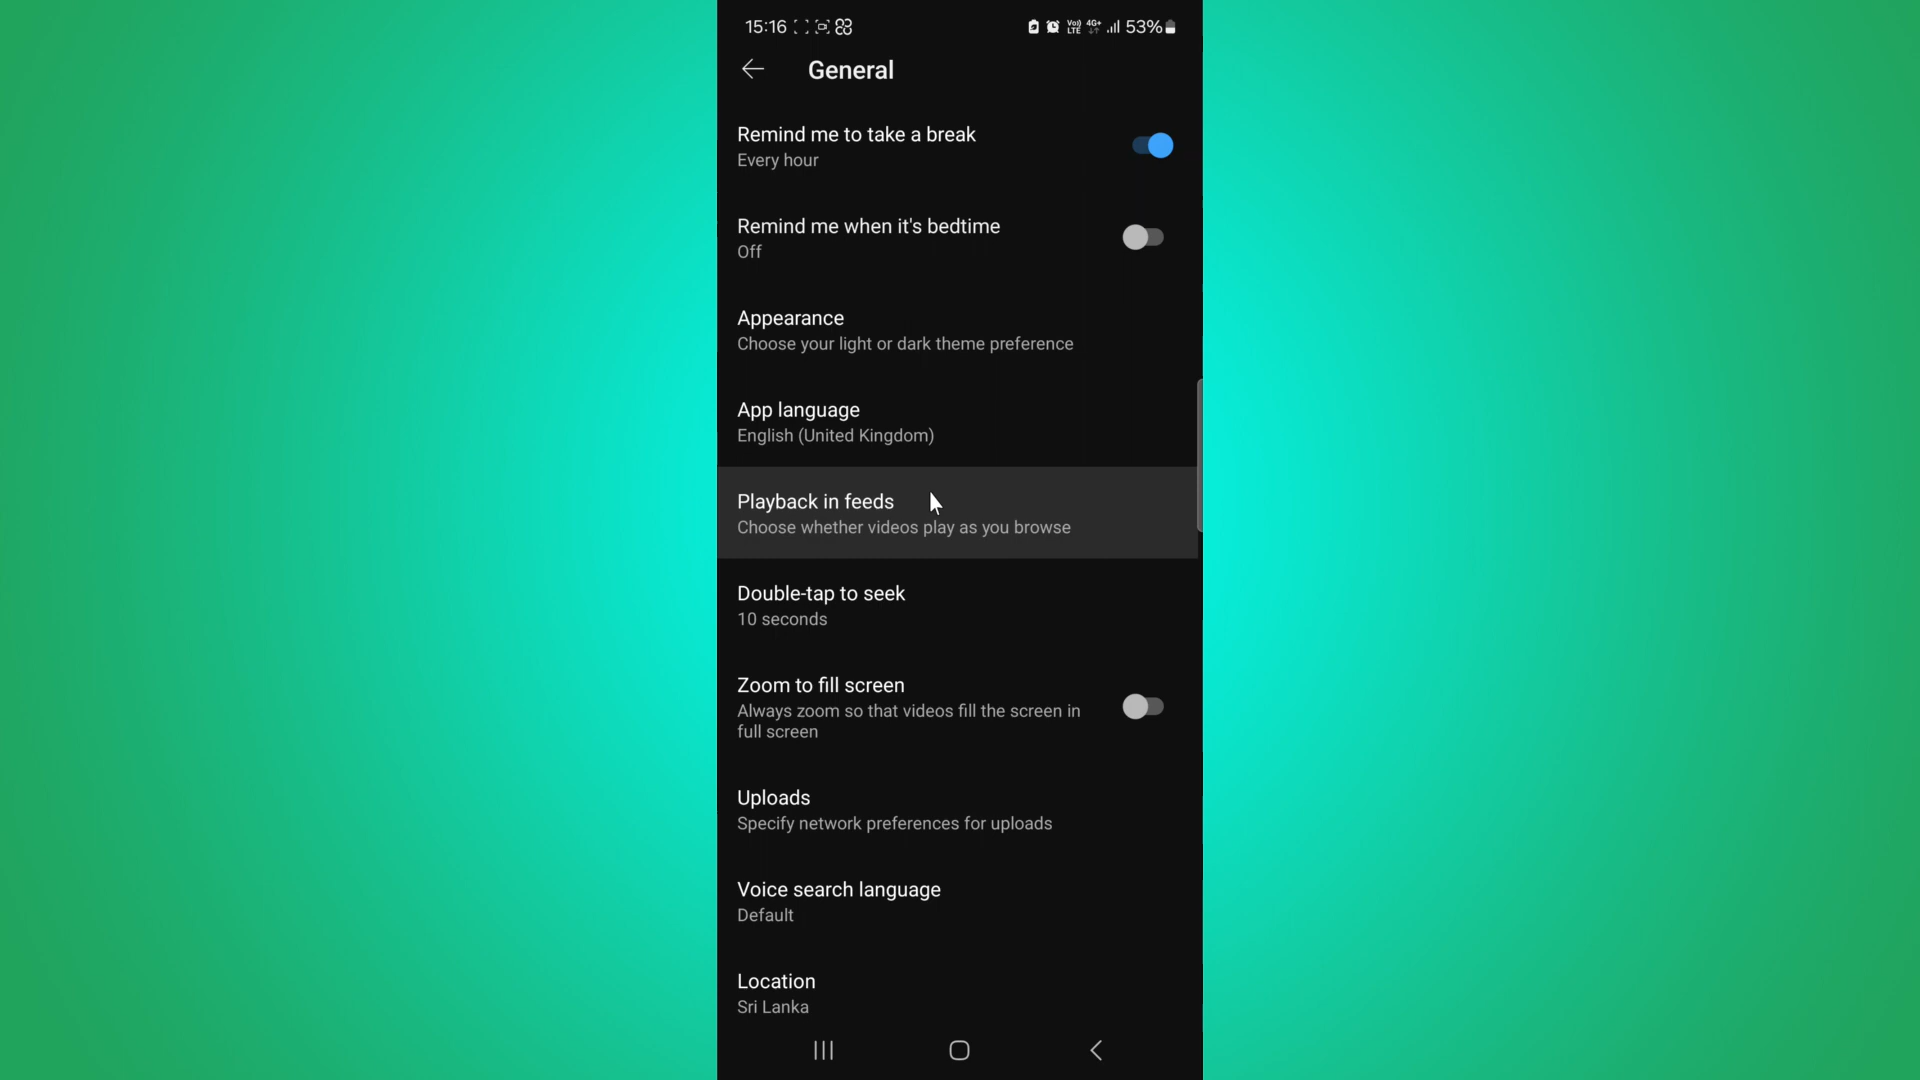 15:16
VoLTE 4G+ 53%
General
Remind me to take a break
Every hour
Remind me when it's bedtime
Off
Appearance
Choose your light or dark theme preference
App language
English (United Kingdom)
Playback in feeds
Choose whether videos play as you browse
Double-tap to seek
10 seconds
Zoom to fill screen
Always zoom so that videos fill the screen in
full screen
Uploads
Specify network preferences for uploads
Voice search language
Default
Location
Sri Lanka